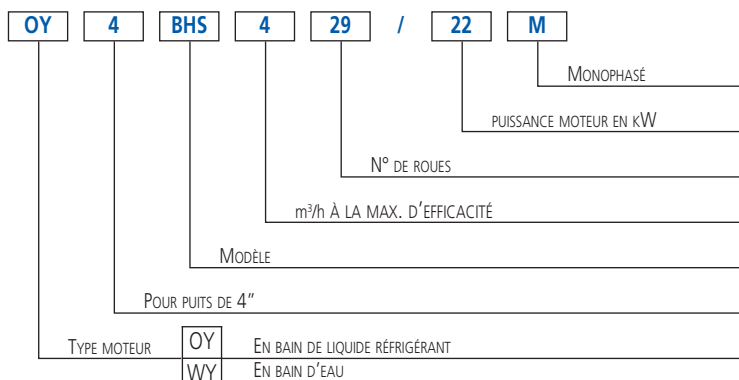 OY 4 BHS 4 29 / 22 M
Monophasé
puissance moteur en kW
N° de roues
m³/h à la max. d'efficacité
Modèle
Pour puits de 4"
Type moteur OY En bain de liquide réfrigérant
WY En bain d'eau